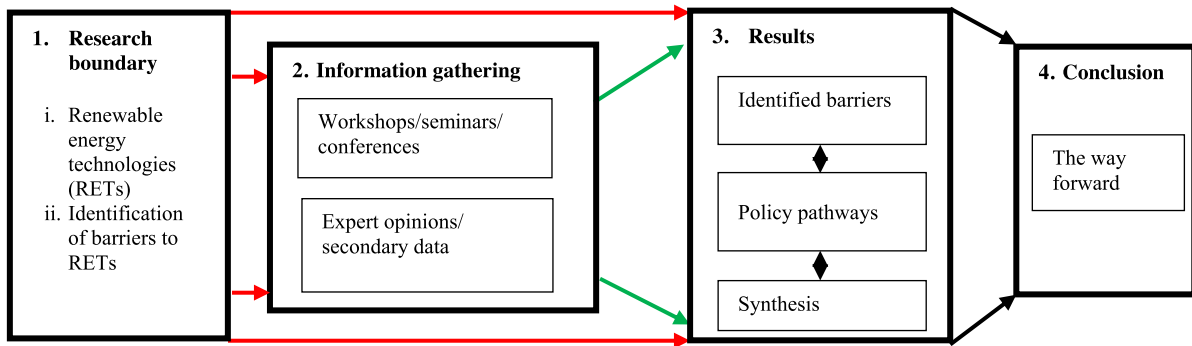 1. Research
boundary
i. Renewable
energy
technologies
(RETs)
ii. Identification
of barriers to
RETs
2. Information gathering
Workshops/seminars/
conferences
Expert opinions/
secondary data
3. Results
Identified barriers
Policy pathways
Synthesis
4. Conclusion
The way
forward